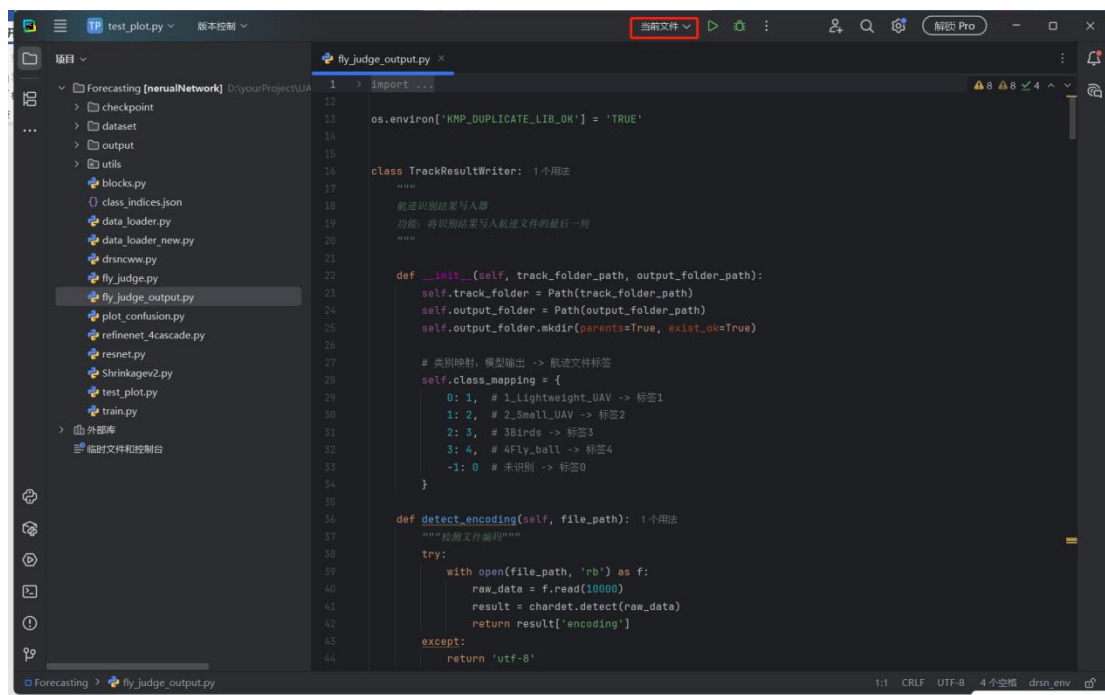 TP test_plot.py 版本控制 当前文件 解锁 Pro
项目
fly_judge_output.py
Forecasting [nerualNetwork] D:\yourProject\UA
checkpoint
dataset
output
utils
blocks.py
{} class_indices.json
data_loader.py
data_loader_new.py
drsncww.py
fly_judge.py
fly_judge_output.py
plot_confusion.py
refinenet_4cascade.py
resnet.py
Shrinkagev2.py
test_plot.py
train.py
外部库
临时文件和控制台
8 8 4
1 import ...
12
13 os.environ['KMP_DUPLICATE_LIB_OK'] = 'TRUE'
14
15
16 class TrackResultWriter: 1个用法
17 """
18 航迹识别结果写入器
19 功能：将识别结果写入航迹文件的最后一列
20 """
21
22 def __init__(self, track_folder_path, output_folder_path):
23 self.track_folder = Path(track_folder_path)
24 self.output_folder = Path(output_folder_path)
25 self.output_folder.mkdir(parents=True, exist_ok=True)
26
27 # 类别映射：模型输出 -> 航迹文件标签
28 self.class_mapping = {
29 0: 1, # 1_Lightweight_UAV -> 标签1
30 1: 2, # 2_Small_UAV -> 标签2
31 2: 3, # 3Birds -> 标签3
32 3: 4, # 4Fly_ball -> 标签4
33 -1: 0 # 未识别 -> 标签0
34 }
35
36 def detect_encoding(self, file_path): 1个用法
37 """检测文件编码"""
38 try:
39 with open(file_path, 'rb') as f:
40 raw_data = f.read(10000)
41 result = chardet.detect(raw_data)
42 return result['encoding']
43 except:
44 return 'utf-8'
Forecasting > fly_judge_output.py
1:1 CRLF UTF-8 4个空格 drsn_env